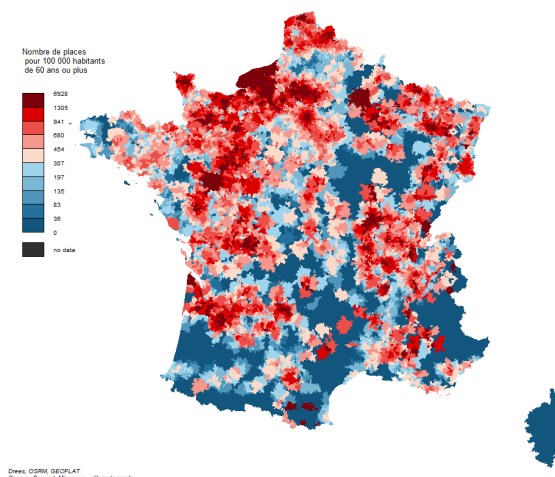 Nombre de places
pour 100 000 habitants
de 60 ans ou plus
6928
1305
941
680
454
307
197
135
83
36
0
no data
Drees, OSRM, GEOFLAT